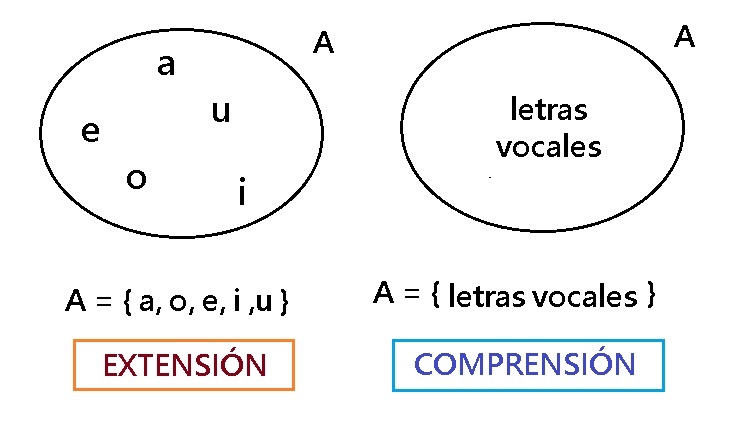 A
a
u
e
o
i
A = { a, o, e, i ,u }
EXTENSIÓN
A
letras
vocales
A = { letras vocales }
COMPRENSIÓN